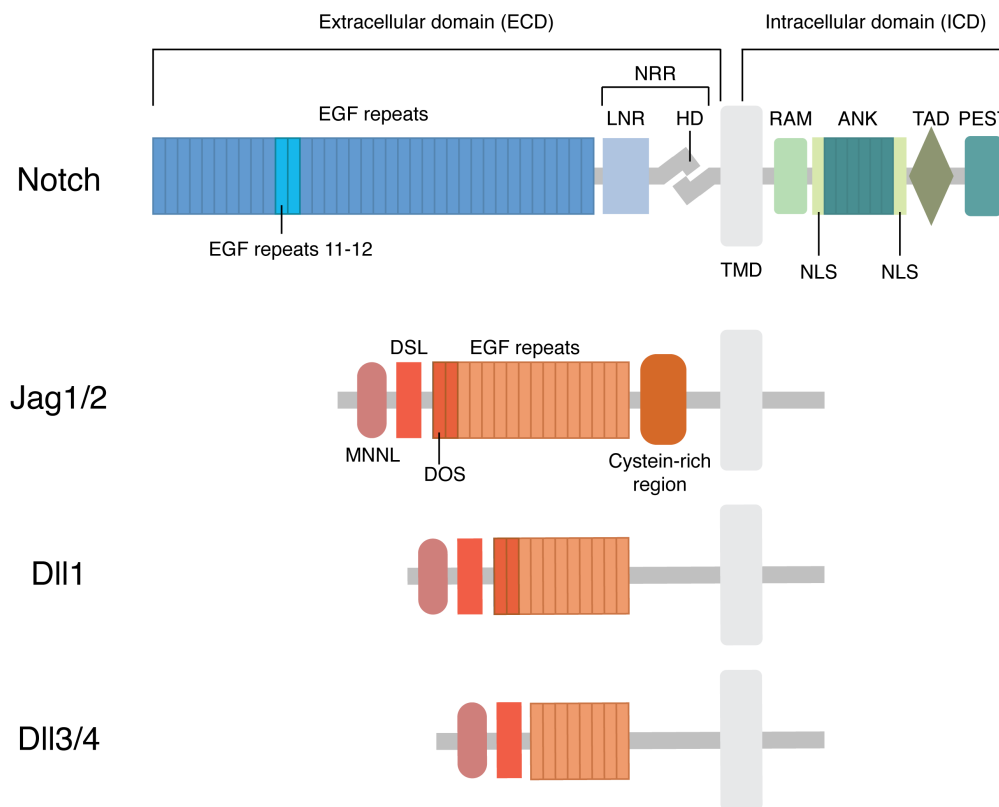 Extracellular domain (ECD)
Intracellular domain (ICD)
NRR
EGF repeats
LNR
HD
RAM
ANK
TAD
PEST
Notch
EGF repeats 11-12
TMD
NLS
NLS
DSL
EGF repeats
Jag1/2
MNNL
DOS
Cystein-rich
region
Dll1
Dll3/4